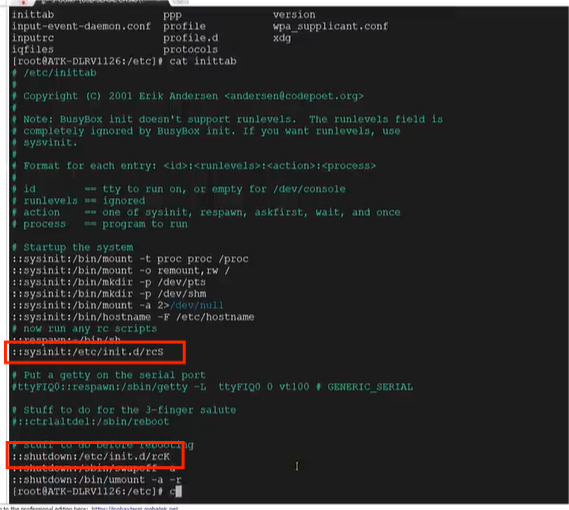 inittab ppp version
input-event-daemon.conf profile wpa_supplicant.conf
inputrc profile.d xdg
iqfiles protocols
[root@ATK-DLRV1126:/etc]# cat inittab
# /etc/inittab
#
# Copyright (C) 2001 Erik Andersen <andersen@codepoet.org>
#
# Note: BusyBox init doesn't support runlevels.  The runlevels field is
# completely ignored by BusyBox init. If you want runlevels, use
# sysvinit.
#
# Format for each entry: <id>:<runlevels>:<action>:<process>
#
# id        == tty to run on, or empty for /dev/console
# runlevels == ignored
# action    == one of sysinit, respawn, askfirst, wait, and once
# process   == program to run

# Startup the system
::sysinit:/bin/mount -t proc proc /proc
::sysinit:/bin/mount -o remount,rw /
::sysinit:/bin/mkdir -p /dev/pts
::sysinit:/bin/mkdir -p /dev/shm
::sysinit:/bin/mount -a 2>/dev/null
::sysinit:/bin/hostname -F /etc/hostname
# now run any rc scripts
::respawn:-/bin/sh
::sysinit:/etc/init.d/rcS

# Put a getty on the serial port
#ttyFIQ0::respawn:/sbin/getty -L  ttyFIQ0 0 vt100 # GENERIC_SERIAL

# Stuff to do for the 3-finger salute
#::ctrlaltdel:/sbin/reboot

# Stuff to do before rebooting
::shutdown:/etc/init.d/rcK
::shutdown:/sbin/swapoff -a
::shutdown:/bin/umount -a -r
[root@ATK-DLRV1126:/etc]# c
to the professional edition here: